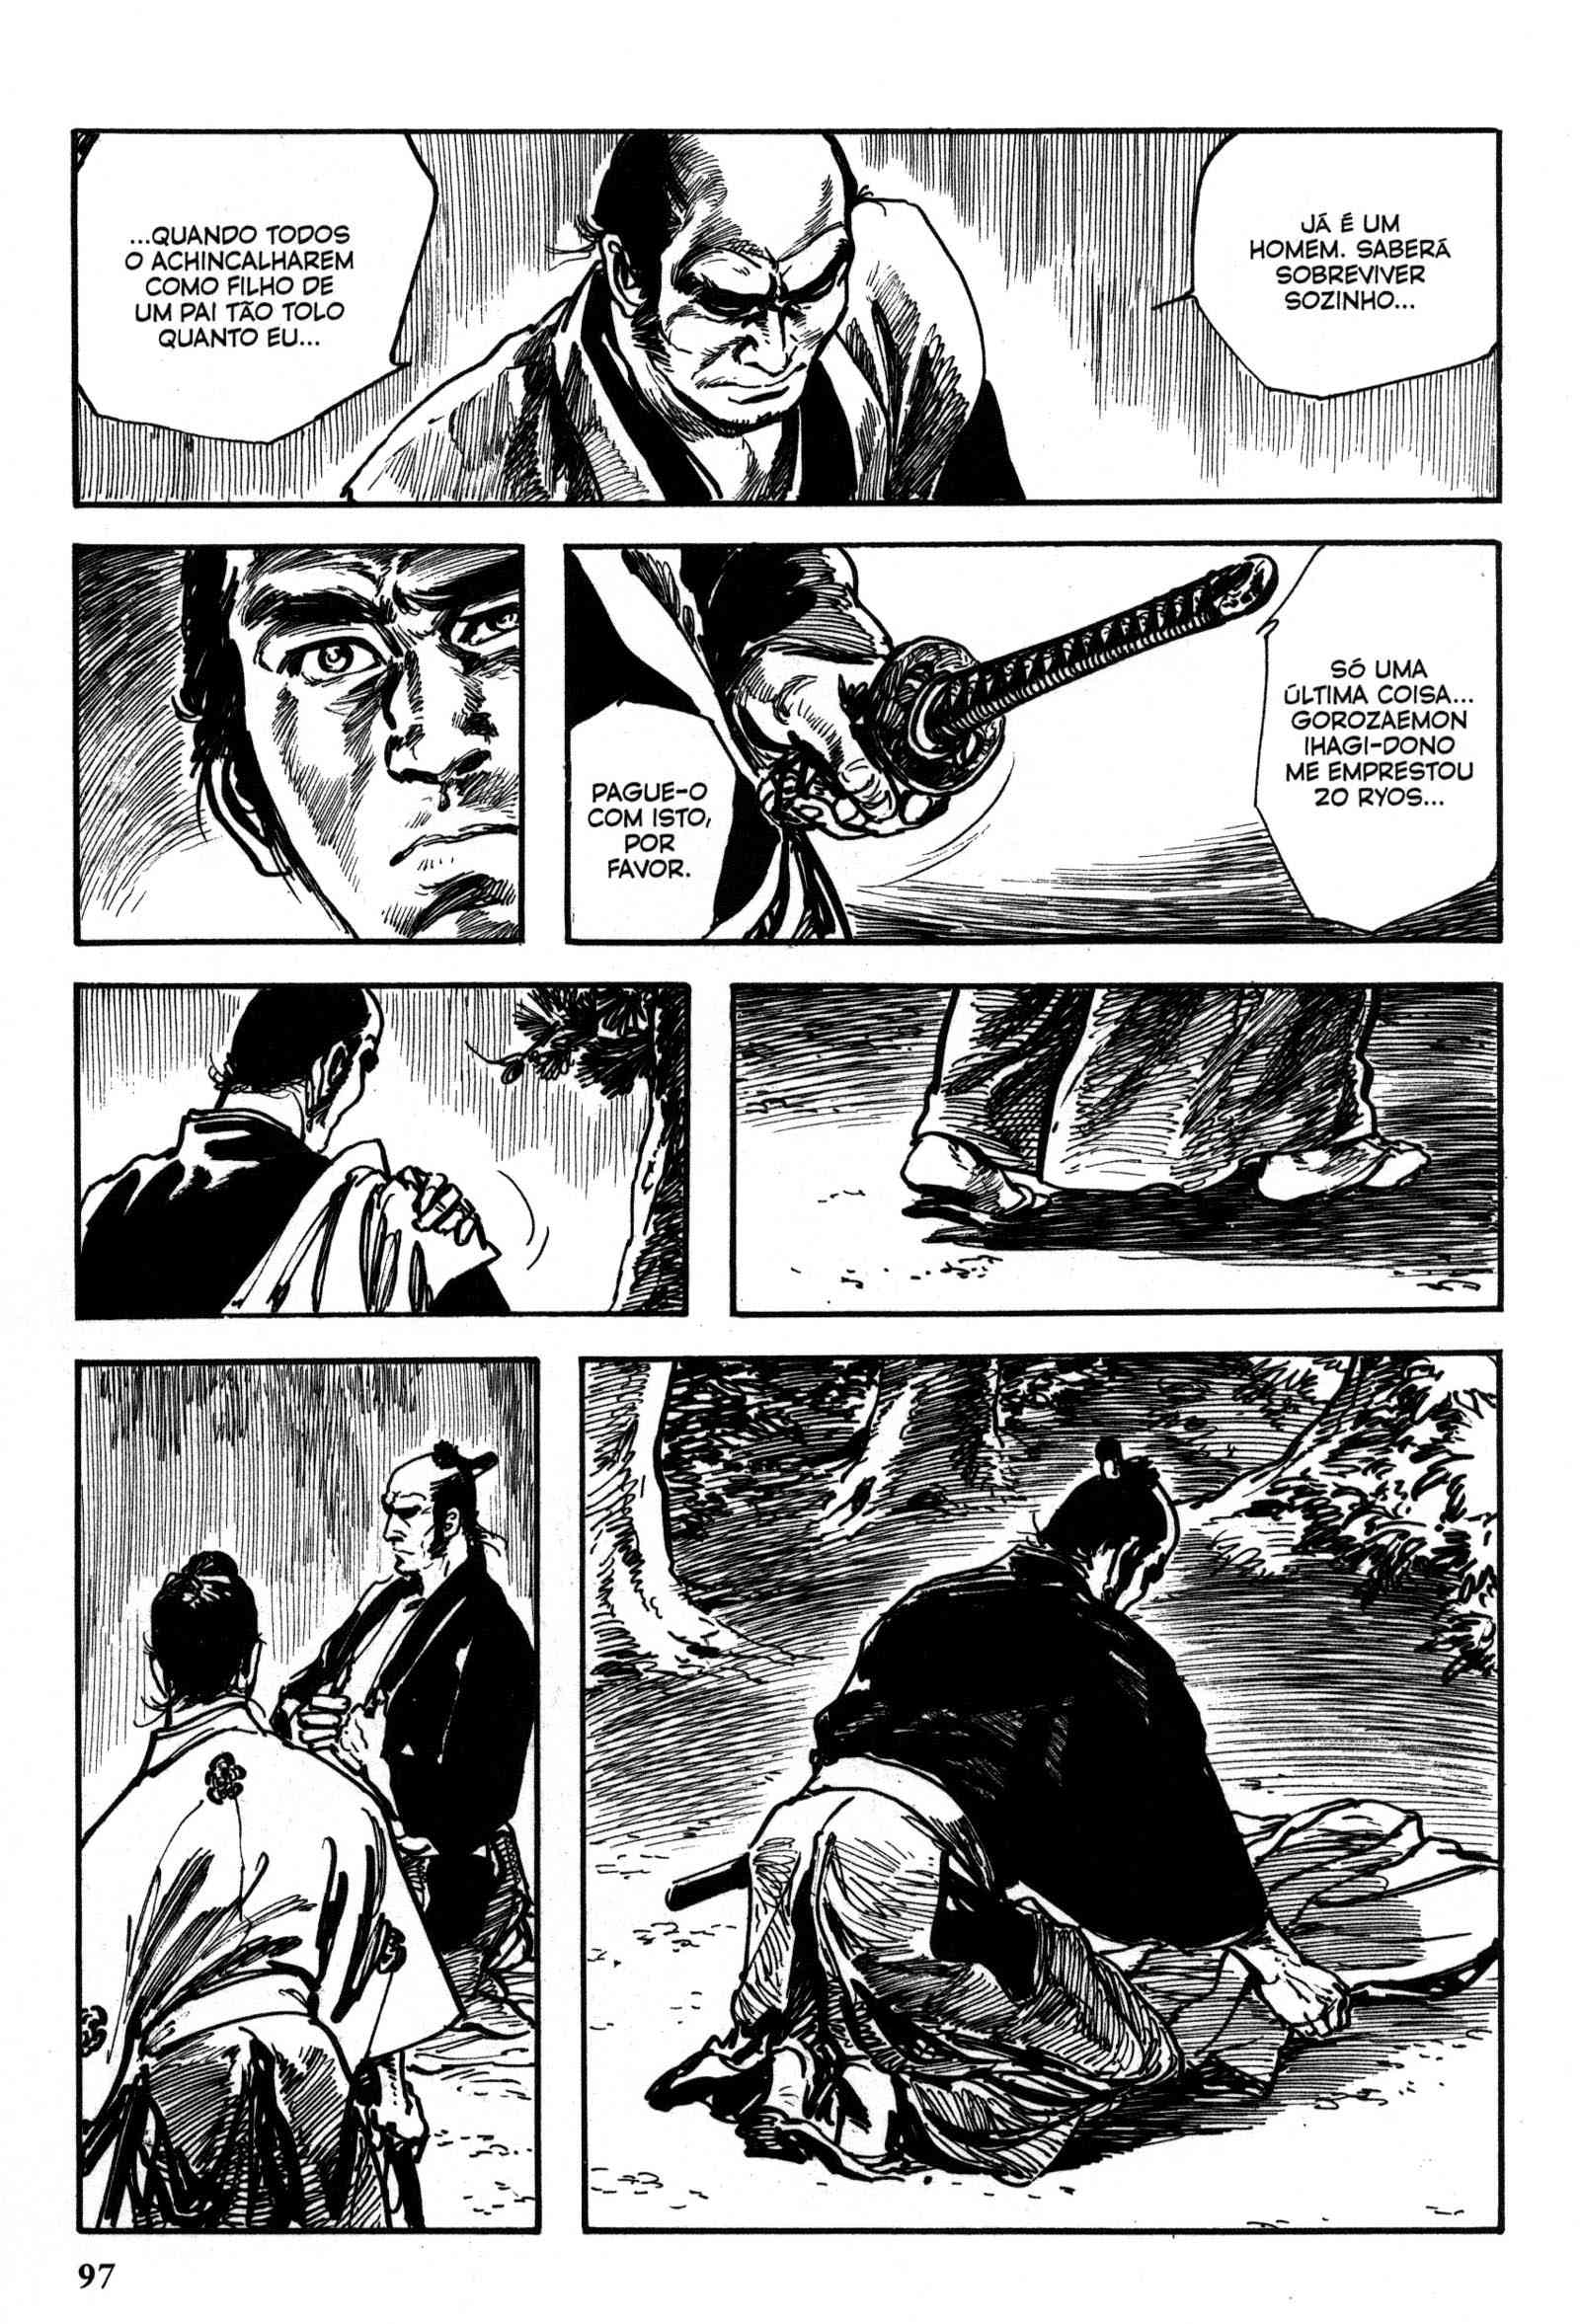 JÁ É UM
HOMEM. SABERÁ
SOBREVIVER
SOZINHO...
...QUANDO TODOS
O ACHINCALHAREM
COMO FILHO DE
UM PAI TÃO TOLO
QUANTO EU...
SÓ UMA
ÚLTIMA COISA...
GOROZAEMON
IHAGI-DONO
ME EMPRESTOU
20 RYOS...
PAGUE-O
COM ISTO,
POR
FAVOR.
97